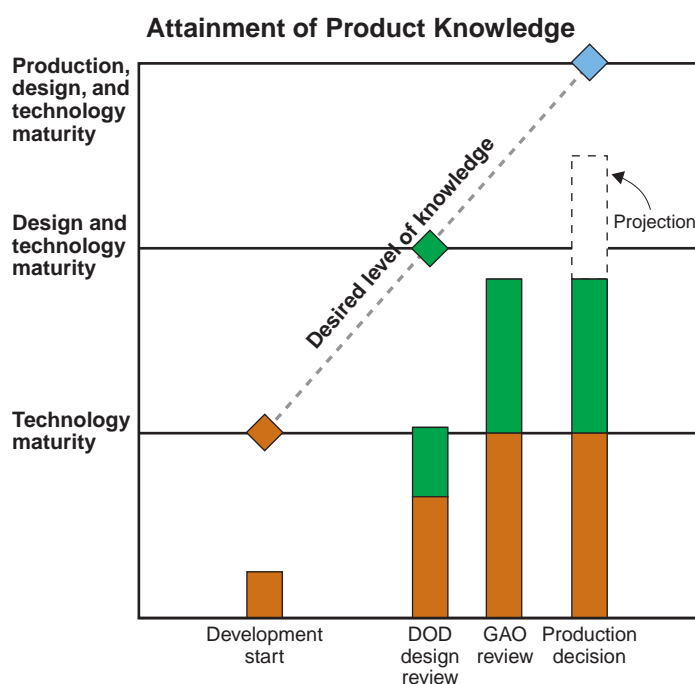 Attainment of Product Knowledge
Production,
design, and
technology
maturity
Desired level of knowledge
Projection
Design and
technology
maturity
Technology
maturity
Development
start
DOD
design
review
GAO
review
Production
decision